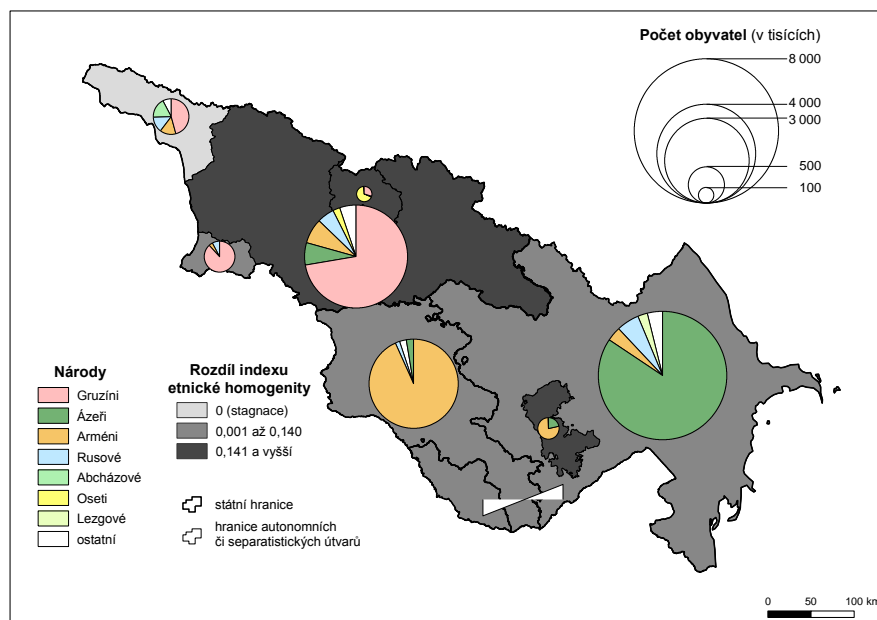 Počet obyvatel (v tisících)
8 000
4 000
3 000
500
100
Národy
Gruzíni
Ázeři
Arméni
Rusové
Abcházové
Oseti
Lezgové
ostatní
Rozdíl indexu
etnické homogenity
0 (stagnace)
0,001 až 0,140
0,141 a vyšší
státní hranice
hranice autonomních
či separatistických útvarů
0 50 100 km